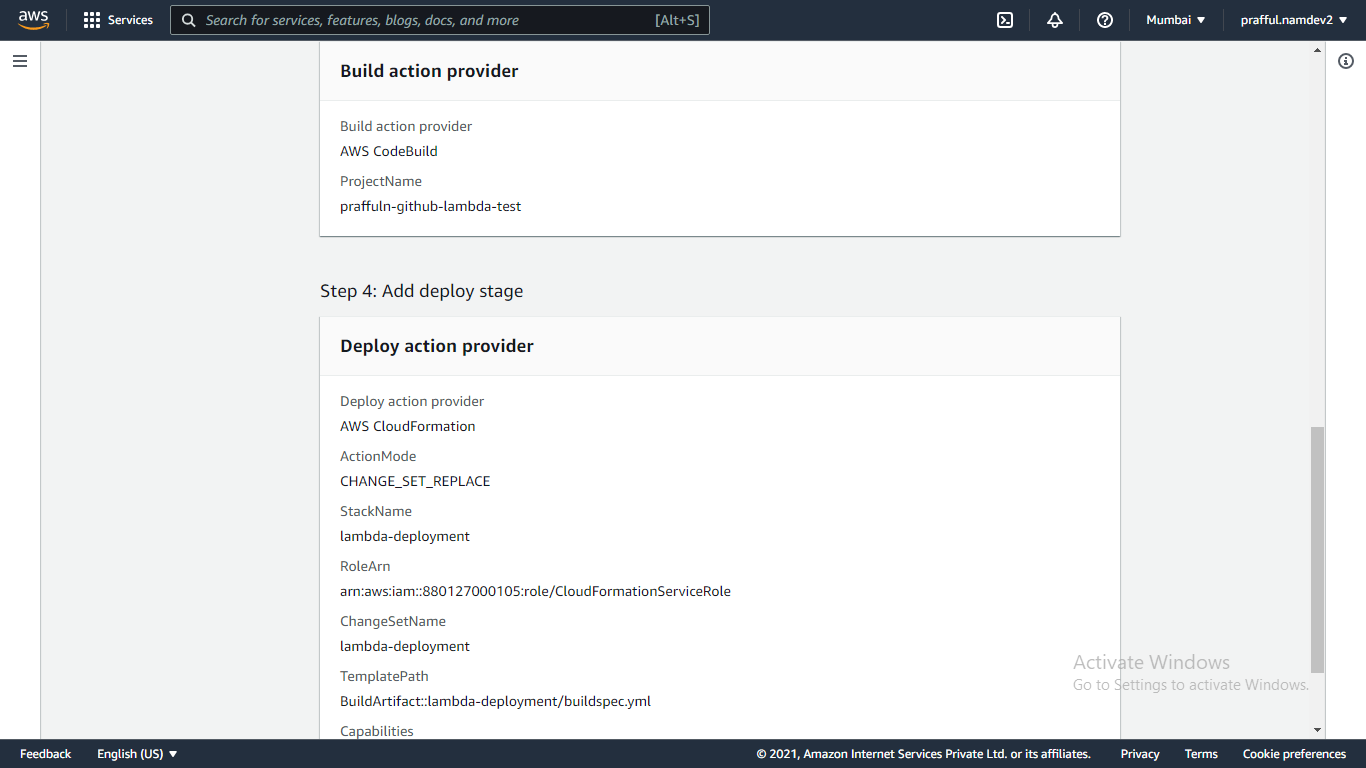 aws Services Search for services, features, blogs, docs, and more [Alt+S] Mumbai ▼ prafful.namdev2 ▼
Build action provider
Build action provider
AWS CodeBuild
ProjectName
praffuln-github-lambda-test
Step 4: Add deploy stage
Deploy action provider
Deploy action provider
AWS CloudFormation
ActionMode
CHANGE_SET_REPLACE
StackName
lambda-deployment
RoleArn
arn:aws:iam::880127000105:role/CloudFormationServiceRole
ChangeSetName
lambda-deployment
Activate Windows
TemplatePath
Go to Settings to activate Windows.
BuildArtifact::lambda-deployment/buildspec.yml
Capabilities
Feedback English (US) ▼ © 2021, Amazon Internet Services Private Ltd. or its affiliates. Privacy Terms Cookie preferences